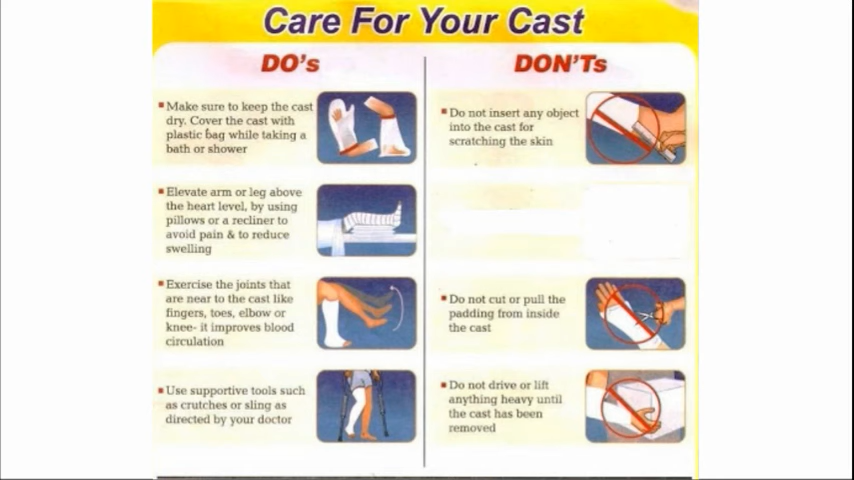 Care For Your Cast
DO's
Make sure to keep the cast
dry. Cover the cast with
plastic bag while taking a
bath or shower
Elevate arm or leg above
the heart level, by using
pillows or a recliner to
avoid pain & to reduce
swelling
Exercise the joints that
are near to the cast like
fingers, toes, elbow or
knee- it improves blood
circulation
Use supportive tools such
as crutches or sling as
directed by your doctor
DON'Ts
Do not insert any object
into the cast for
scratching the skin
Do not cut or pull the
padding from inside
the cast
Do not drive or lift
anything heavy until
the cast has been
removed